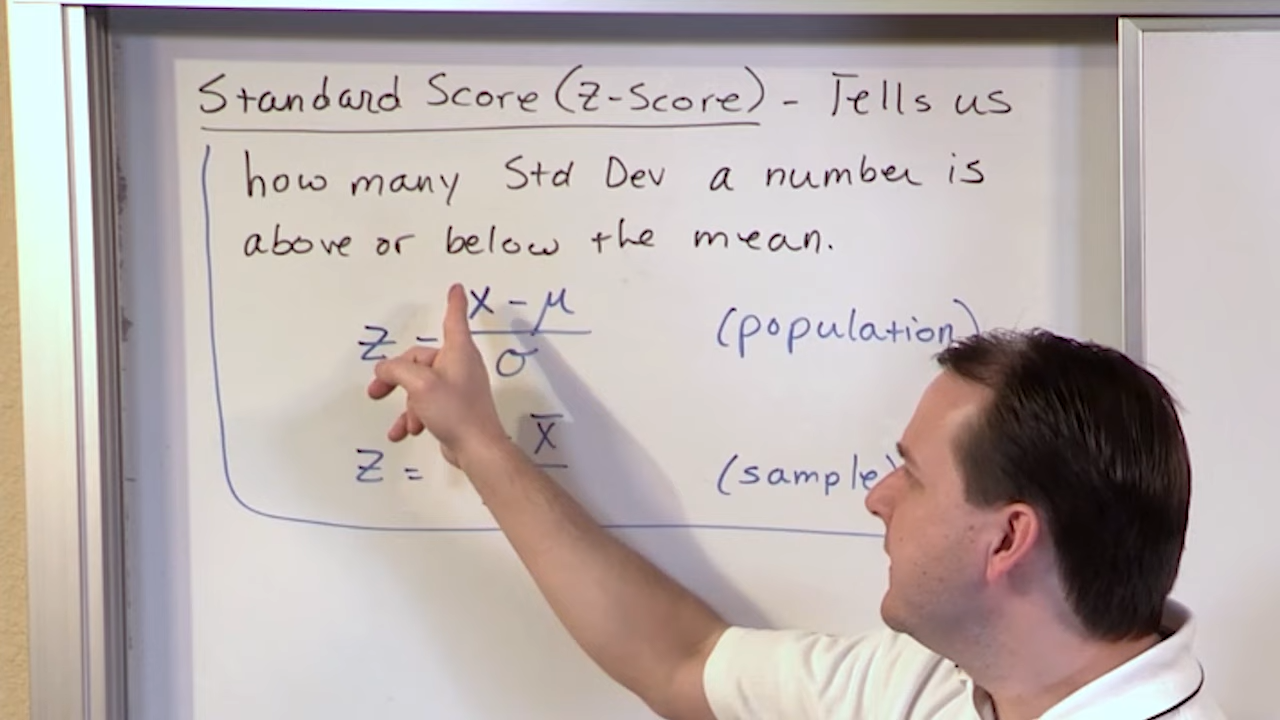 Standard Score (Z-Score) - Tells us
how many Std Dev a number is
above or below the mean.
Z = x - μ / σ (population)
Z = - x̄ (sample)